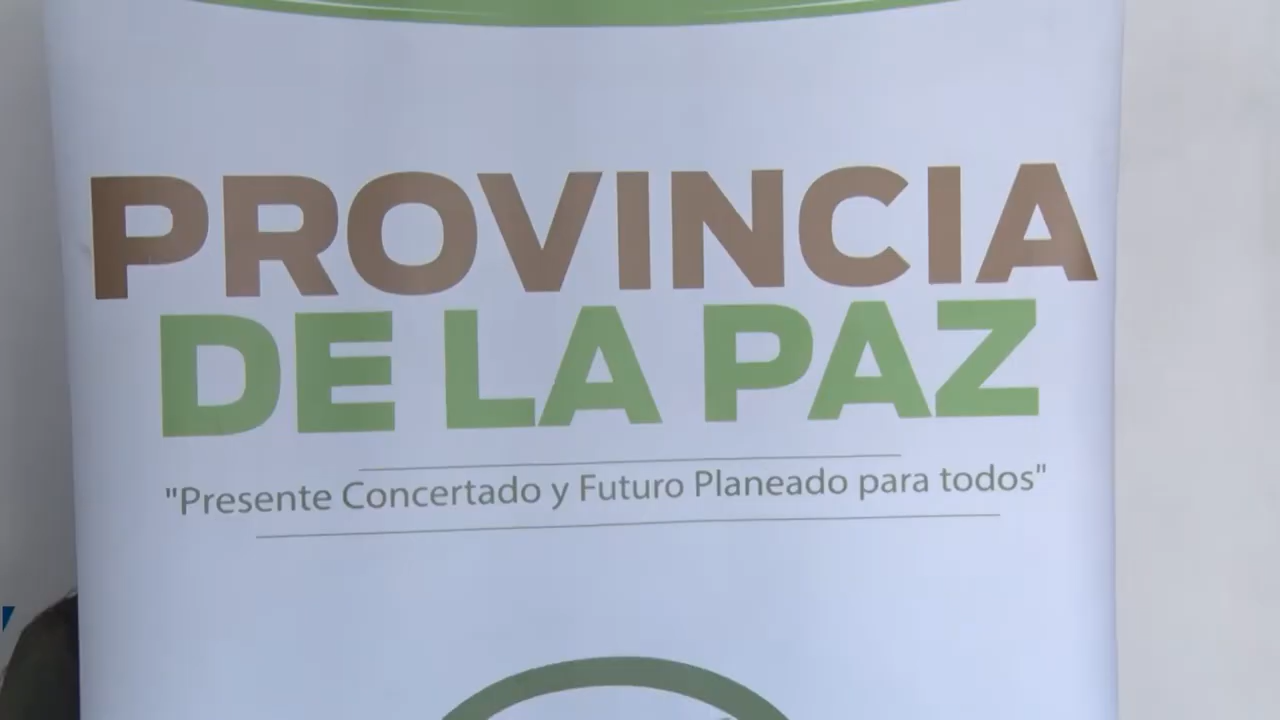 PROVINCIA
DE LA PAZ
"Presente Concertado y Futuro Planeado para todos"